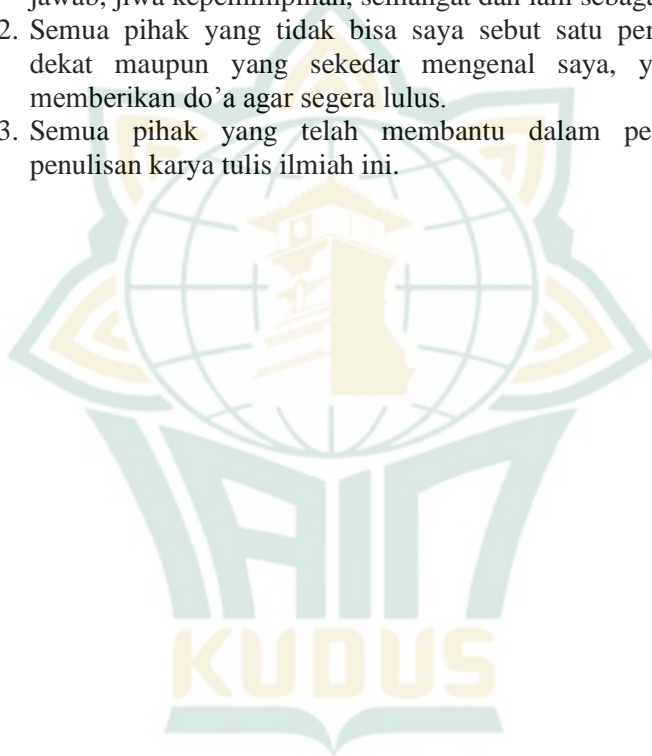 jawab, jiwa kepemimpinan, semangat dan lain sebaga
2. Semua pihak yang tidak bisa saya sebut satu per
dekat maupun yang sekedar mengenal saya, y
memberikan do’a agar segera lulus.
3. Semua pihak yang telah membantu dalam pe
penulisan karya tulis ilmiah ini.
IAIN
KUDUS